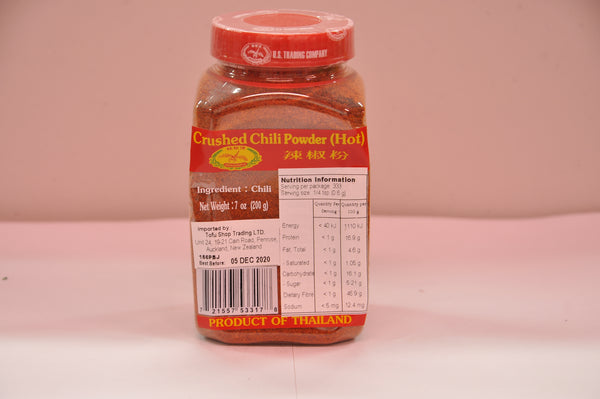 U.S. TRADING COMPANY
Crushed Chili Powder (Hot)
辣椒粉
Ingredient : Chili
Net Weight : 7 oz. (200 g)
Imported by
Tofu Shop Trading LTD.
Unit 24, 19-21 Cain Road, Penrose,
Auckland, New Zealand
Best Before: 05 DEC 2020
7 21557 53317 8
Nutrition Information
Serving per package: 333
Serving size: 1/4 tsp. (0.6 g)
Quantity Per Serving Quantity per 100 g
Energy < 40 kJ 1110 kJ
Protein < 1 g 16.9 g
Fat, Total < 1 g 4.6 g
- Saturated < 1 g 1.05 g
Carbohydrate < 1 g 16.1 g
- Sugar < 1 g 5.21 g
Dietary Fibre < 1 g 46.9 g
Sodium < 5 mg 12.4 mg
PRODUCT OF THAILAND